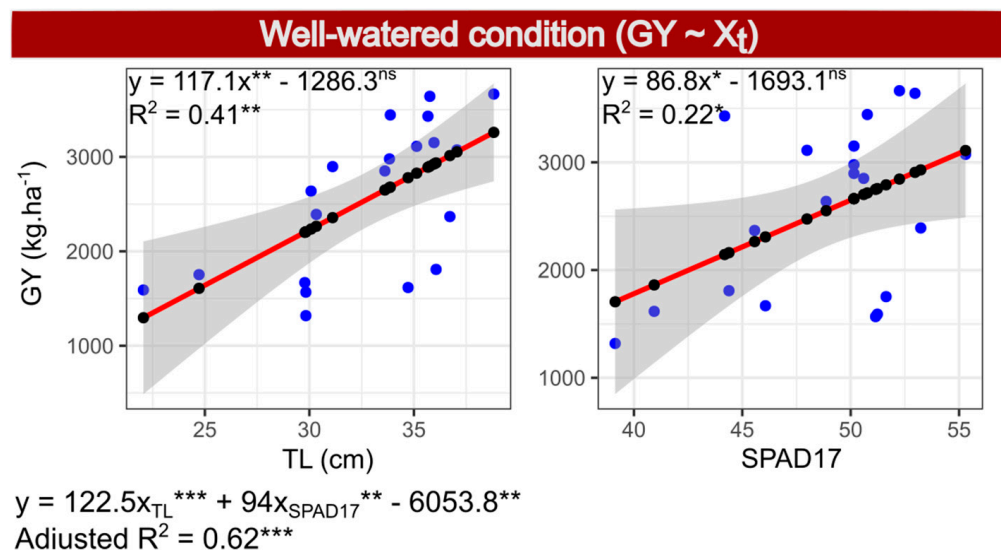 Well-watered condition (GY ~ Xt)
y = 117.1x** - 1286.3ns
R² = 0.41**
y = 86.8x* - 1693.1ns
R² = 0.22*
GY (kg.ha⁻¹)
3000
2000
1000
25
30
35
TL (cm)
3000
2000
1000
40
45
50
55
SPAD17
y = 122.5xTL*** + 94xSPAD17** - 6053.8**
Adjusted R² = 0.62***